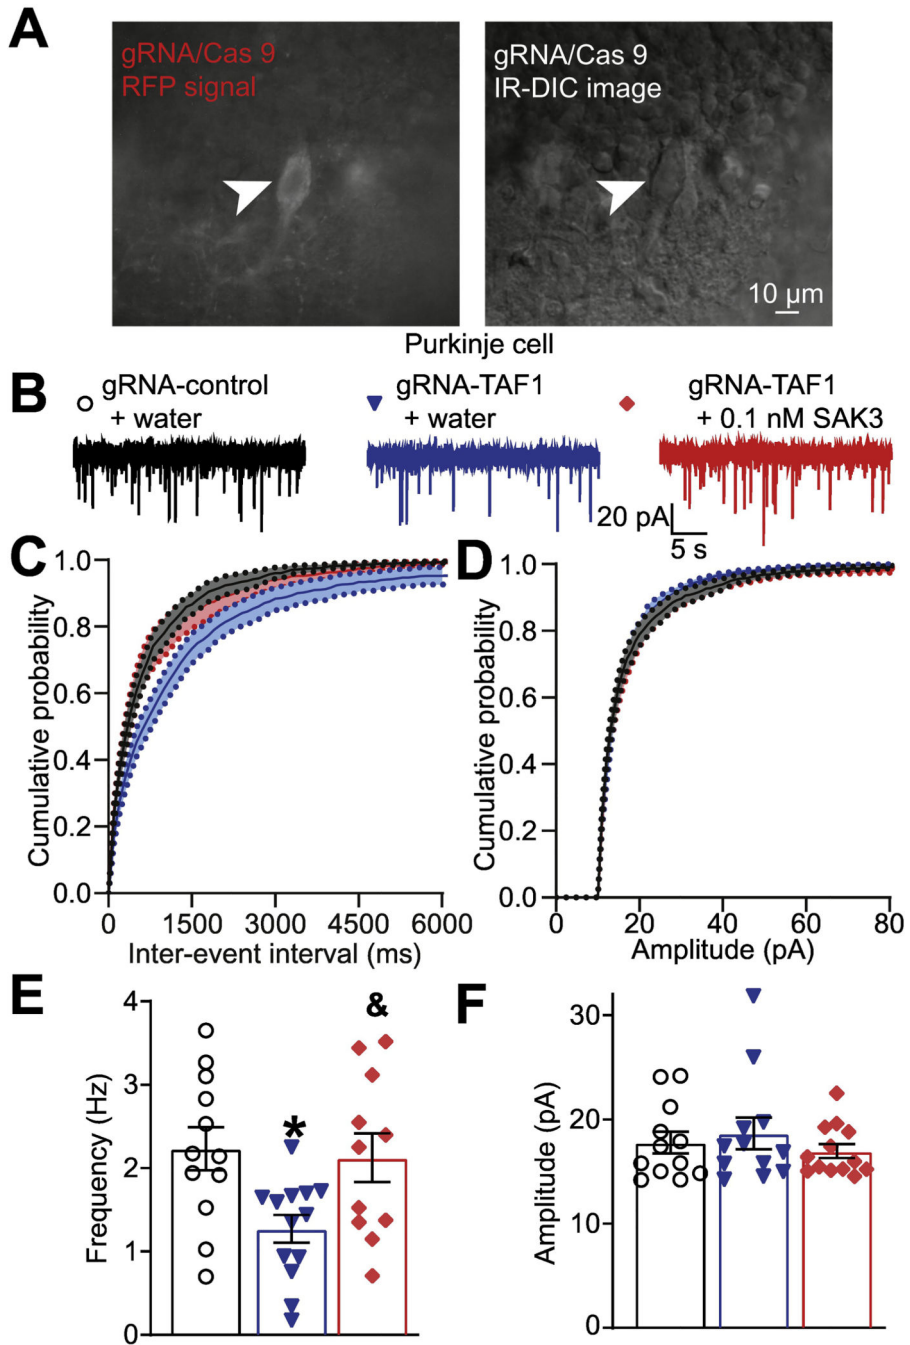 A
gRNA/Cas 9
RFP signal
gRNA/Cas 9
IR-DIC image
10 µm
Purkinje cell
B
gRNA-control
+ water
gRNA-TAF1
+ water
gRNA-TAF1
+ 0.1 nM SAK3
20 pA
5 s
C
Cumulative probability
1.0
0.8
0.6
0.4
0.2
0.0
0
1500
3000
4500
6000
Inter-event interval (ms)
D
Cumulative probability
1.0
0.8
0.6
0.4
0.2
0.0
0
20
40
60
80
Amplitude (pA)
E
Frequency (Hz)
4
3
2
1
0
*
&
F
Amplitude (pA)
30
20
10
0